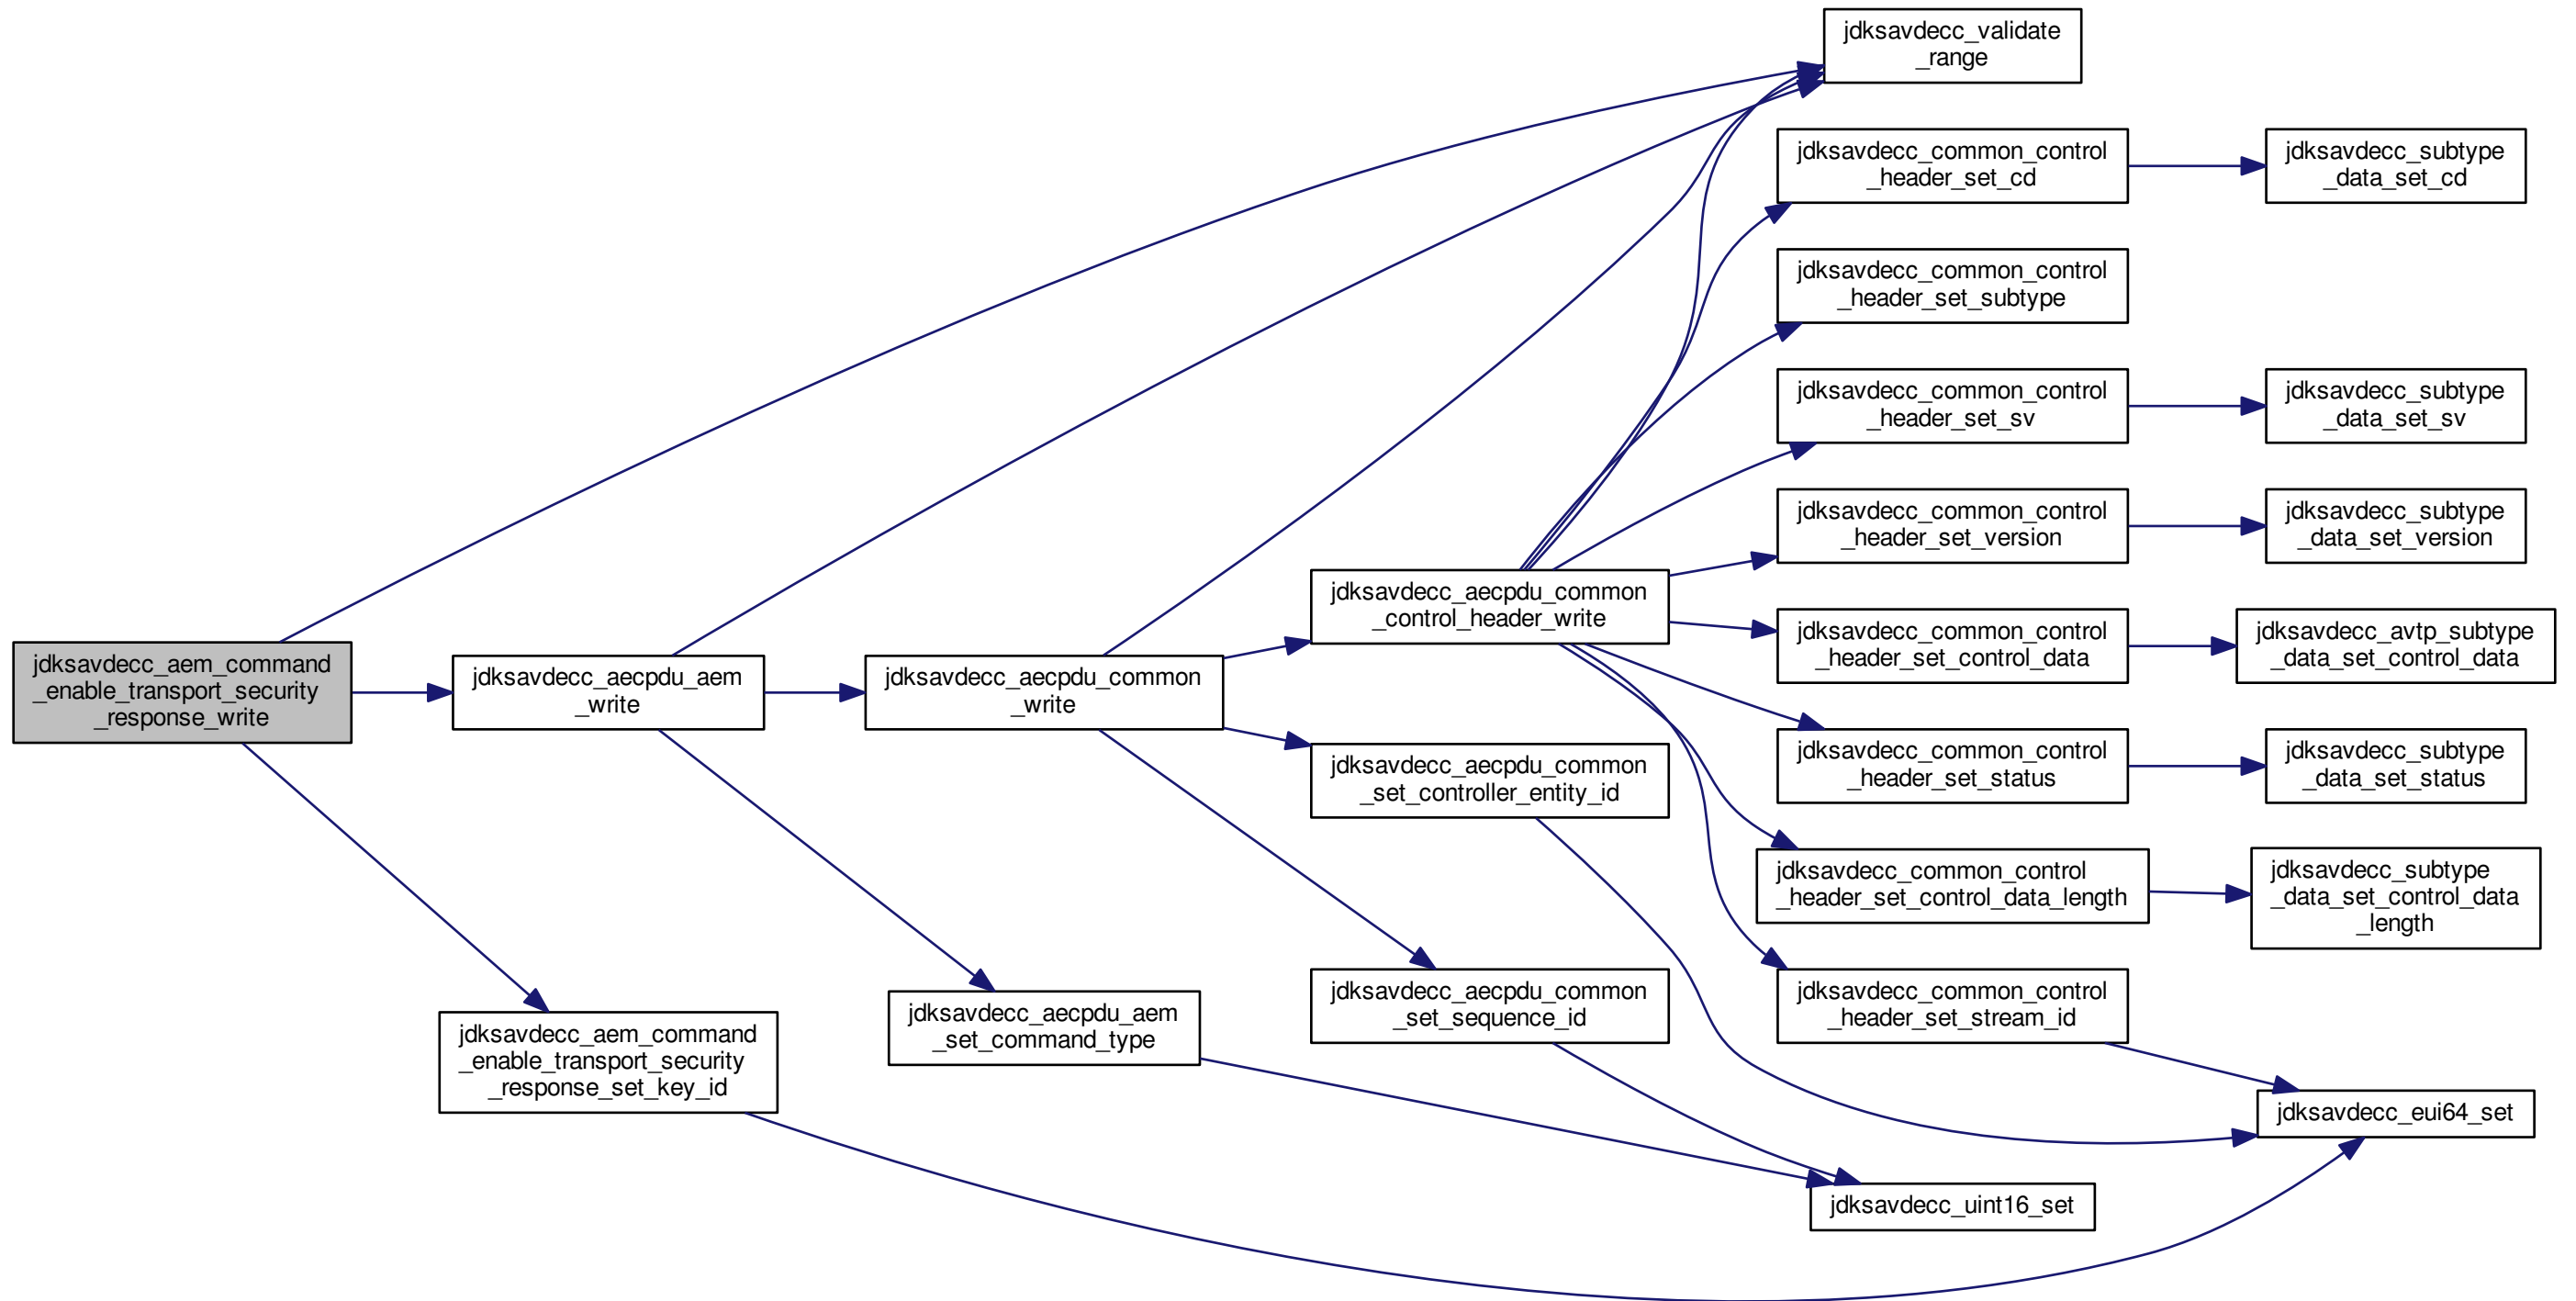 jdksavdecc_aem_command
_enable_transport_security
_response_write
jdksavdecc_aecpdu_aem
_write
jdksavdecc_aem_command
_enable_transport_security
_response_set_key_id
jdksavdecc_aecpdu_common
_write
jdksavdecc_aecpdu_aem
_set_command_type
jdksavdecc_aecpdu_common
_control_header_write
jdksavdecc_aecpdu_common
_set_controller_entity_id
jdksavdecc_aecpdu_common
_set_sequence_id
jdksavdecc_validate
_range
jdksavdecc_common_control
_header_set_cd
jdksavdecc_common_control
_header_set_subtype
jdksavdecc_common_control
_header_set_sv
jdksavdecc_common_control
_header_set_version
jdksavdecc_common_control
_header_set_control_data
jdksavdecc_common_control
_header_set_status
jdksavdecc_common_control
_header_set_control_data_length
jdksavdecc_common_control
_header_set_stream_id
jdksavdecc_uint16_set
jdksavdecc_subtype
_data_set_cd
jdksavdecc_subtype
_data_set_sv
jdksavdecc_subtype
_data_set_version
jdksavdecc_avtp_subtype
_data_set_control_data
jdksavdecc_subtype
_data_set_status
jdksavdecc_subtype
_data_set_control_data
_length
jdksavdecc_eui64_set